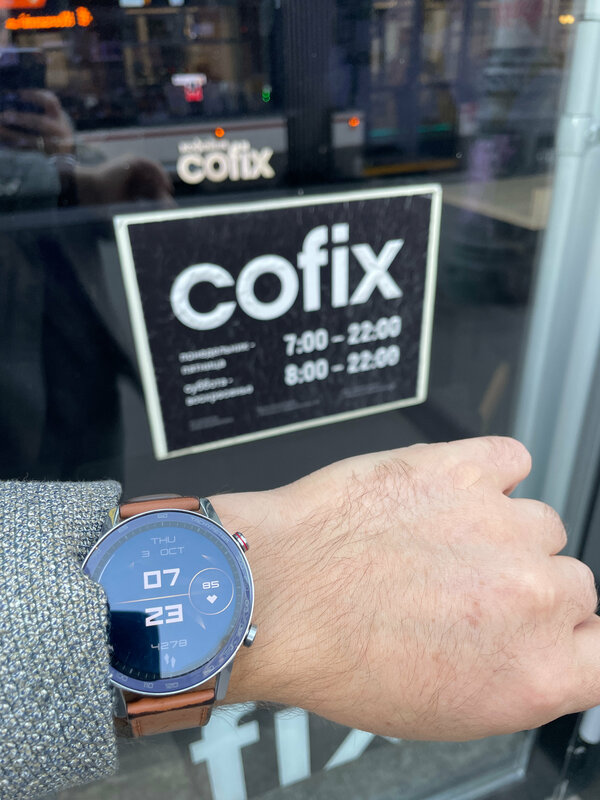 cofix
cofix
понедельник -
пятница
7:00 – 22:00
суббота -
воскресенье
8:00 – 22:00
THU
3 OCT
07
85
23
4278
fix